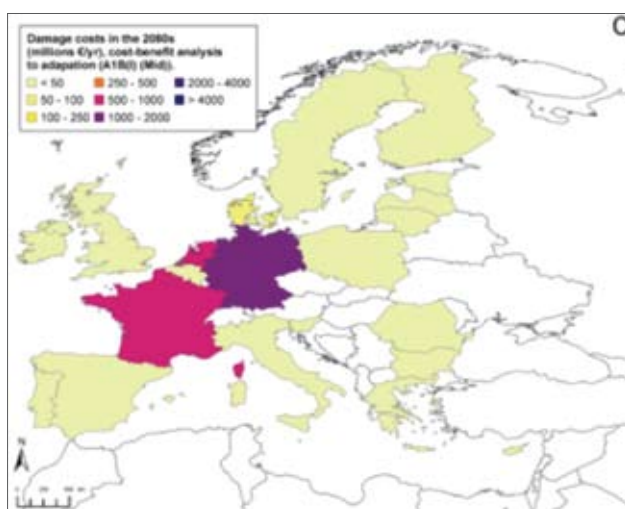 C
Damage costs in the 2080s
(millions €/yr), cost-benefit analysis
to adapation (A1B(I) (Mid)).
< 50 250 - 500 2000 - 4000
50 - 100 500 - 1000 > 4000
100 - 250 1000 - 2000
N